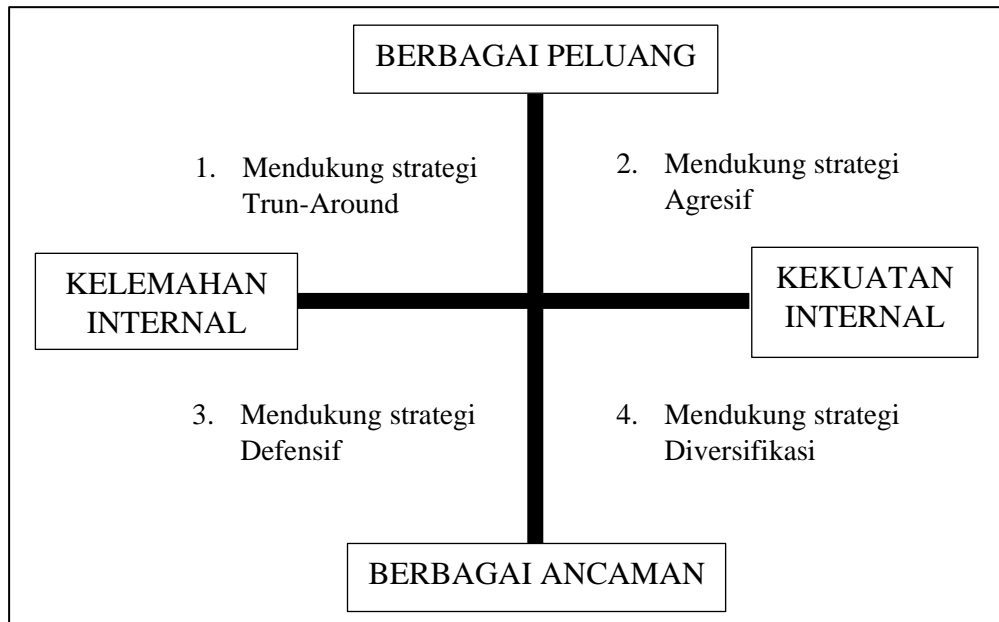 BERBAGAI PELUANG
1. Mendukung strategi
Trun-Around
2. Mendukung strategi
Agresif
KELEMAHAN
INTERNAL
KEKUATAN
INTERNAL
3. Mendukung strategi
Defensif
4. Mendukung strategi
Diversifikasi
BERBAGAI ANCAMAN